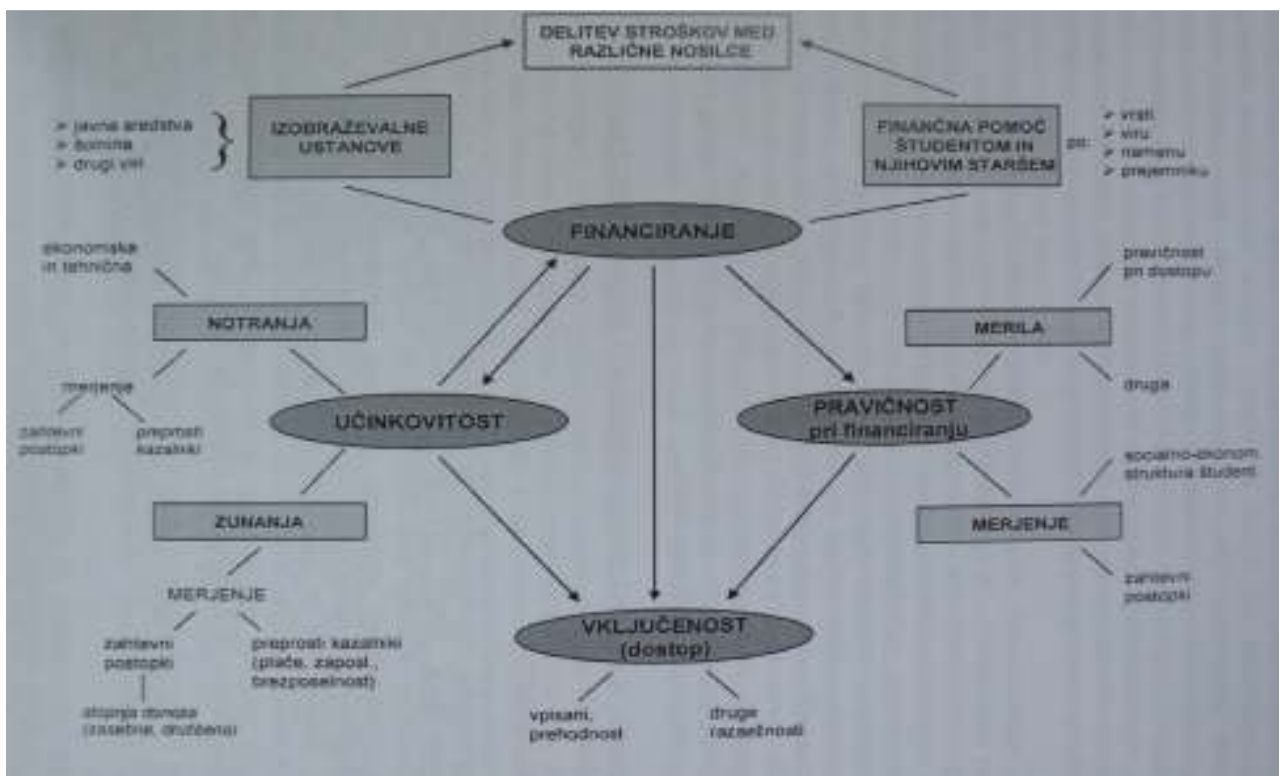 DELITEV STROŠKOV MED
RAZLIČNE NOSILCE
➢ javna sredstva
➢ šolnina
➢ drugi viri
IZOBRAŽEVALNE
USTANOVE
FINANČNA POMOČ
ŠTUDENTOM IN
NJIHOVIM STARŠEM
po:
➢ vrsti
➢ viru
➢ namenu
➢ prejemniku
FINANCIRANJE
ekonomska
in tehnična
NOTRANJA
merjenje
zahtevni
postopki
preprosti
kazalniki
pravičnost
pri dostopu
MERILA
druga
UČINKOVITOST
PRAVIČNOST
pri financiranju
ZUNANJA
MERJENJE
zahtevni
postopki
preprosti kazalniki
(plače, zaposl.,
brezposelnost)
stopnja donosa
(zasebna, družbena)
socialno-ekonom.
struktura študent
MERJENJE
zahtevni
postopki
VKLJUČENOST
(dostop)
vpisani,
prehodnost
druge
razsežnosti